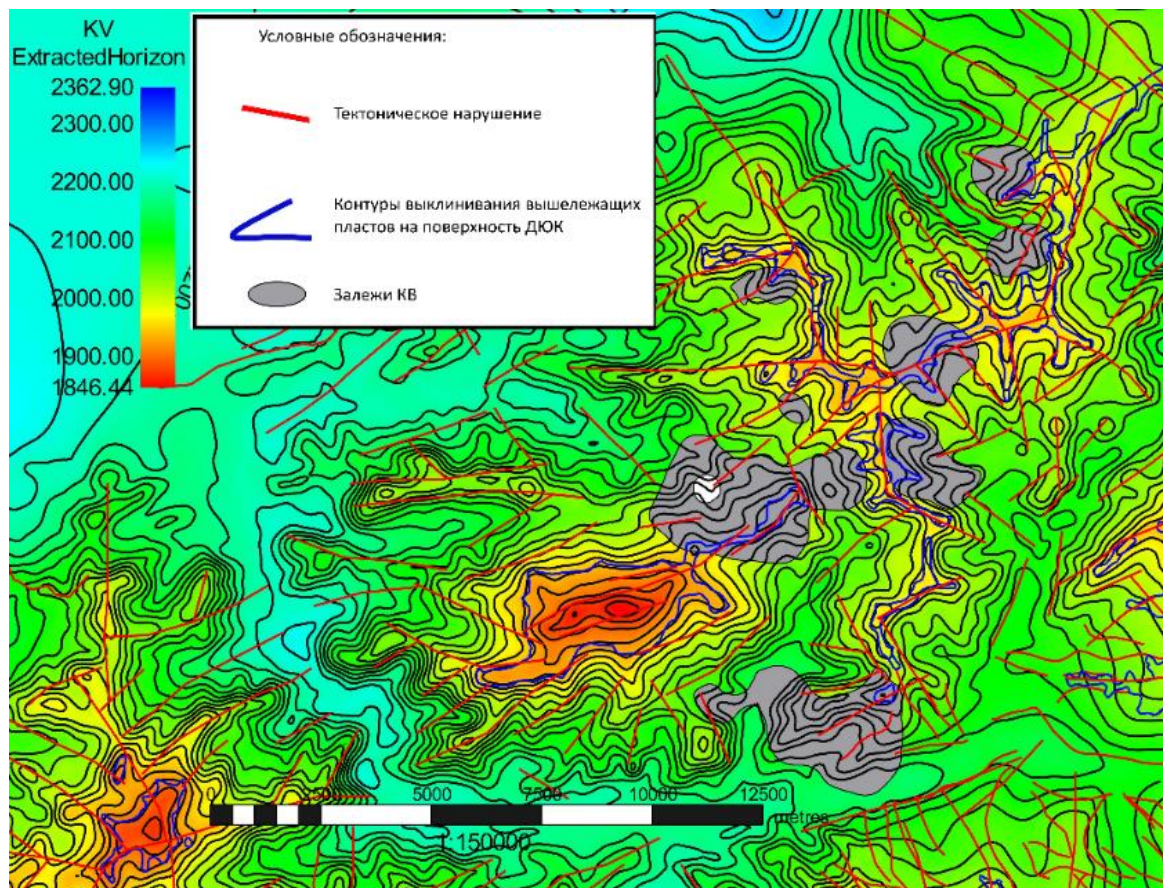 KV
ExtractedHorizon
2362.90
2300.00
2200.00
2100.00
2000.00
1900.00
1846.44
Условные обозначения:
Тектоническое нарушение
Контуры выклинивания вышележащих
пластов на поверхность ДЮК
Залежи КВ
0 2500 5000 7500 10000 12500
metres
1:150000